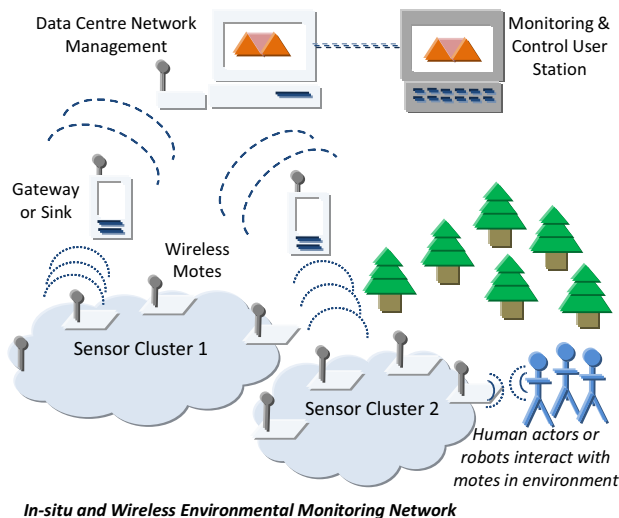 Data Centre Network
Management
Monitoring &
Control User
Station
Gateway
or Sink
Wireless
Motes
Sensor Cluster 1
Sensor Cluster 2
Human actors or
robots interact with
motes in environment
In-situ and Wireless Environmental Monitoring Network